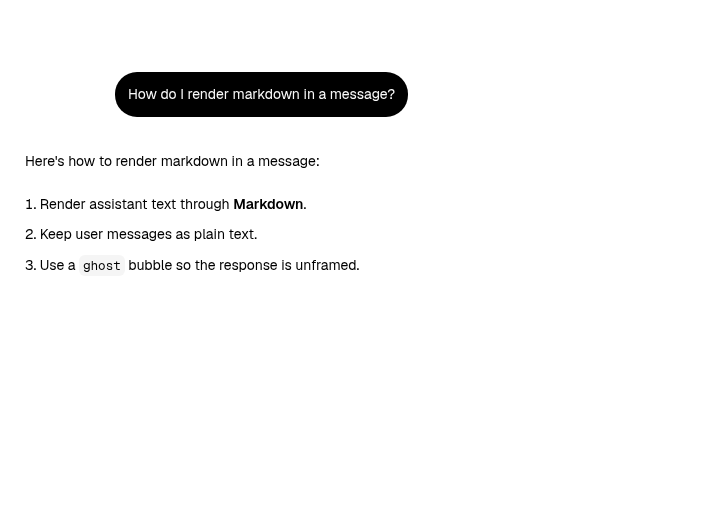 How do I render markdown in a message?
Here's how to render markdown in a message:
1. Render assistant text through Markdown.
2. Keep user messages as plain text.
3. Use a ghost bubble so the response is unframed.